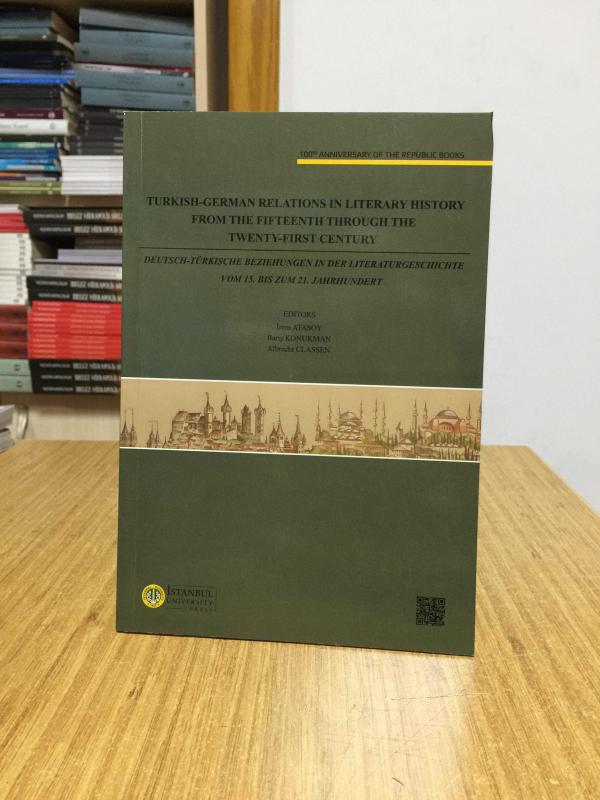 100th ANNIVERSARY OF THE REPUBLIC BOOKS
TURKISH-GERMAN RELATIONS IN LITERARY HISTORY
FROM THE FIFTEENTH THROUGH THE
TWENTY-FIRST CENTURY
DEUTSCH-TÜRKISCHE BEZIEHUNGEN IN DER LITERATURGESCHICHTE
VOM 15. BIS ZUM 21. JAHRHUNDERT
EDITORS
İrem ATASOY
Barış KONUKMAN
Albrecht CLASSEN
İSTANBUL
UNIVERSITY
PRESS